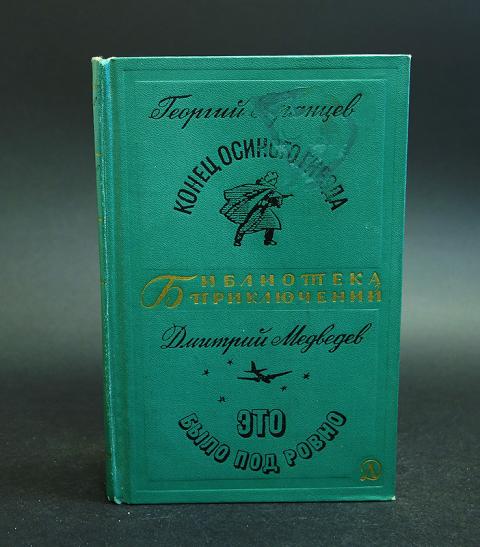 Георгий
КОНЕЦ ОСИНОГО ГНЕЗДА
БИБЛИОТЕКА
ПРИКЛЮЧЕНИЙ
Дмитрий Медведев
ЭТО
БЫЛО ПОД РОВНО